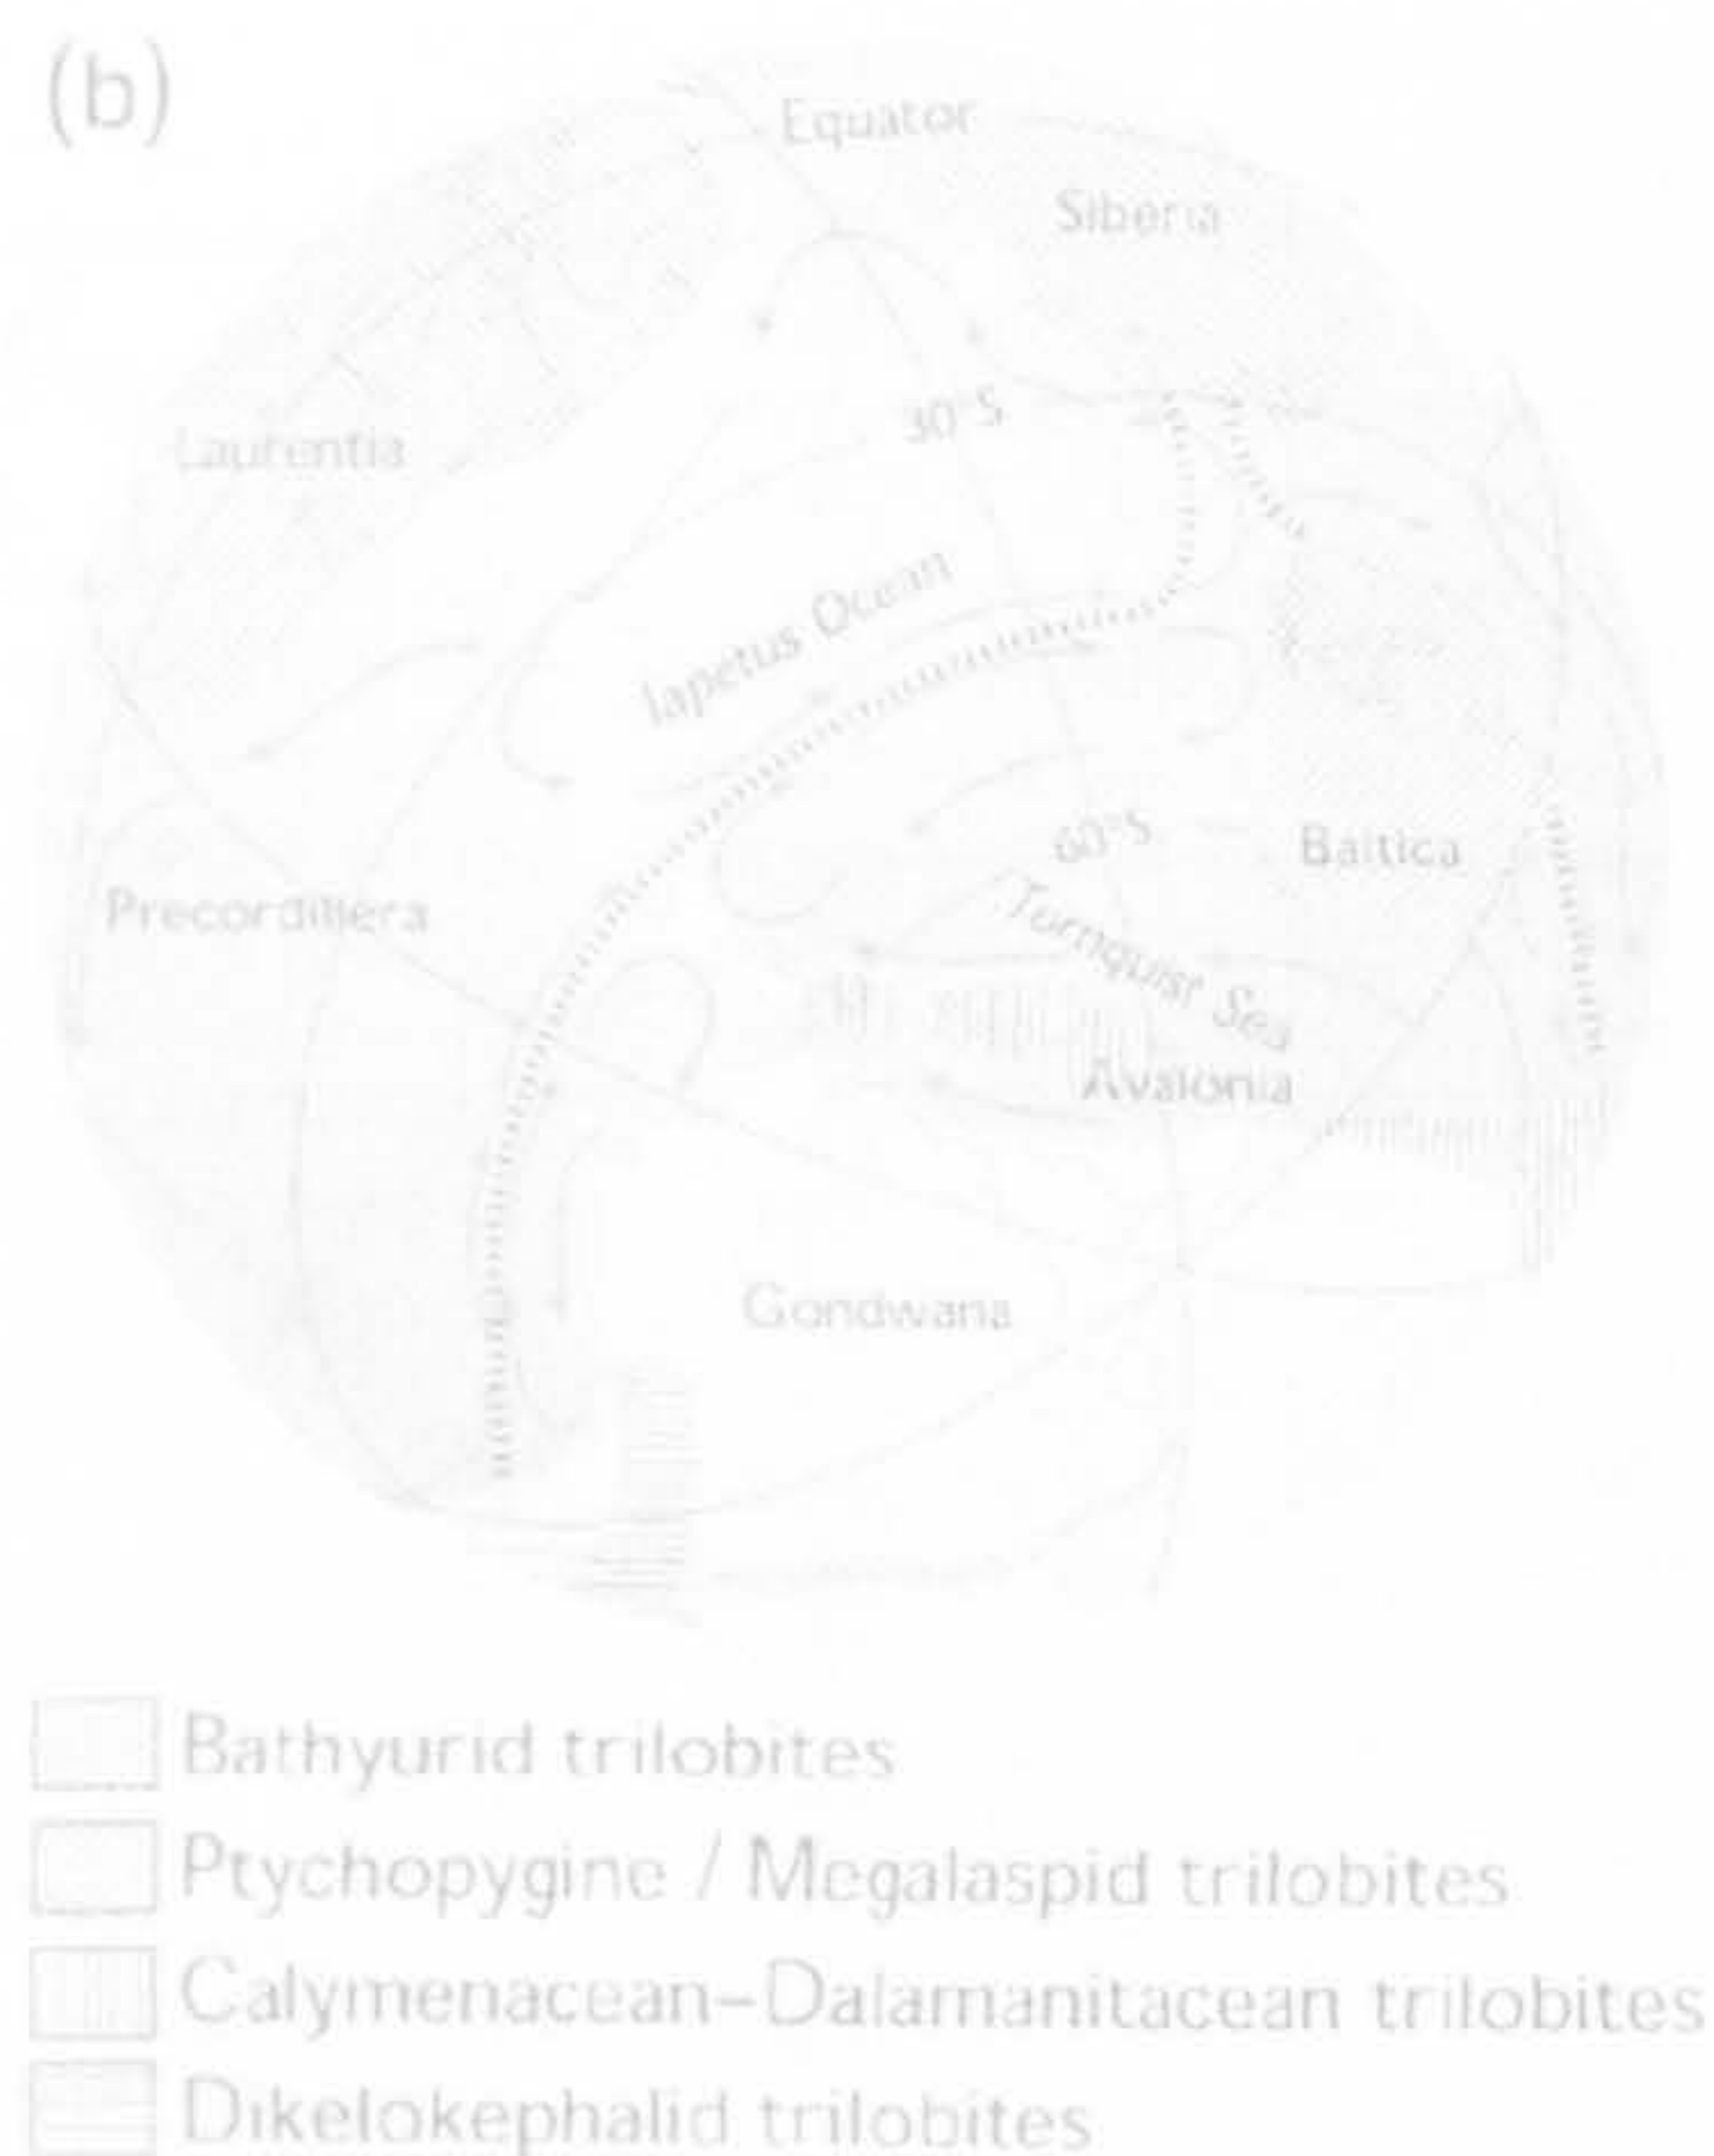 (b)
Equator
Siberia
30°S
Laurentia
Iapetus Ocean
60°S
Baltica
Tornquist Sea
Precordillera
Avalonia
Gondwana
Bathyurid trilobites
Ptychopygine / Megalaspid trilobites
Calymenacean–Dalamanitacean trilobites
Dikelokephalid trilobites